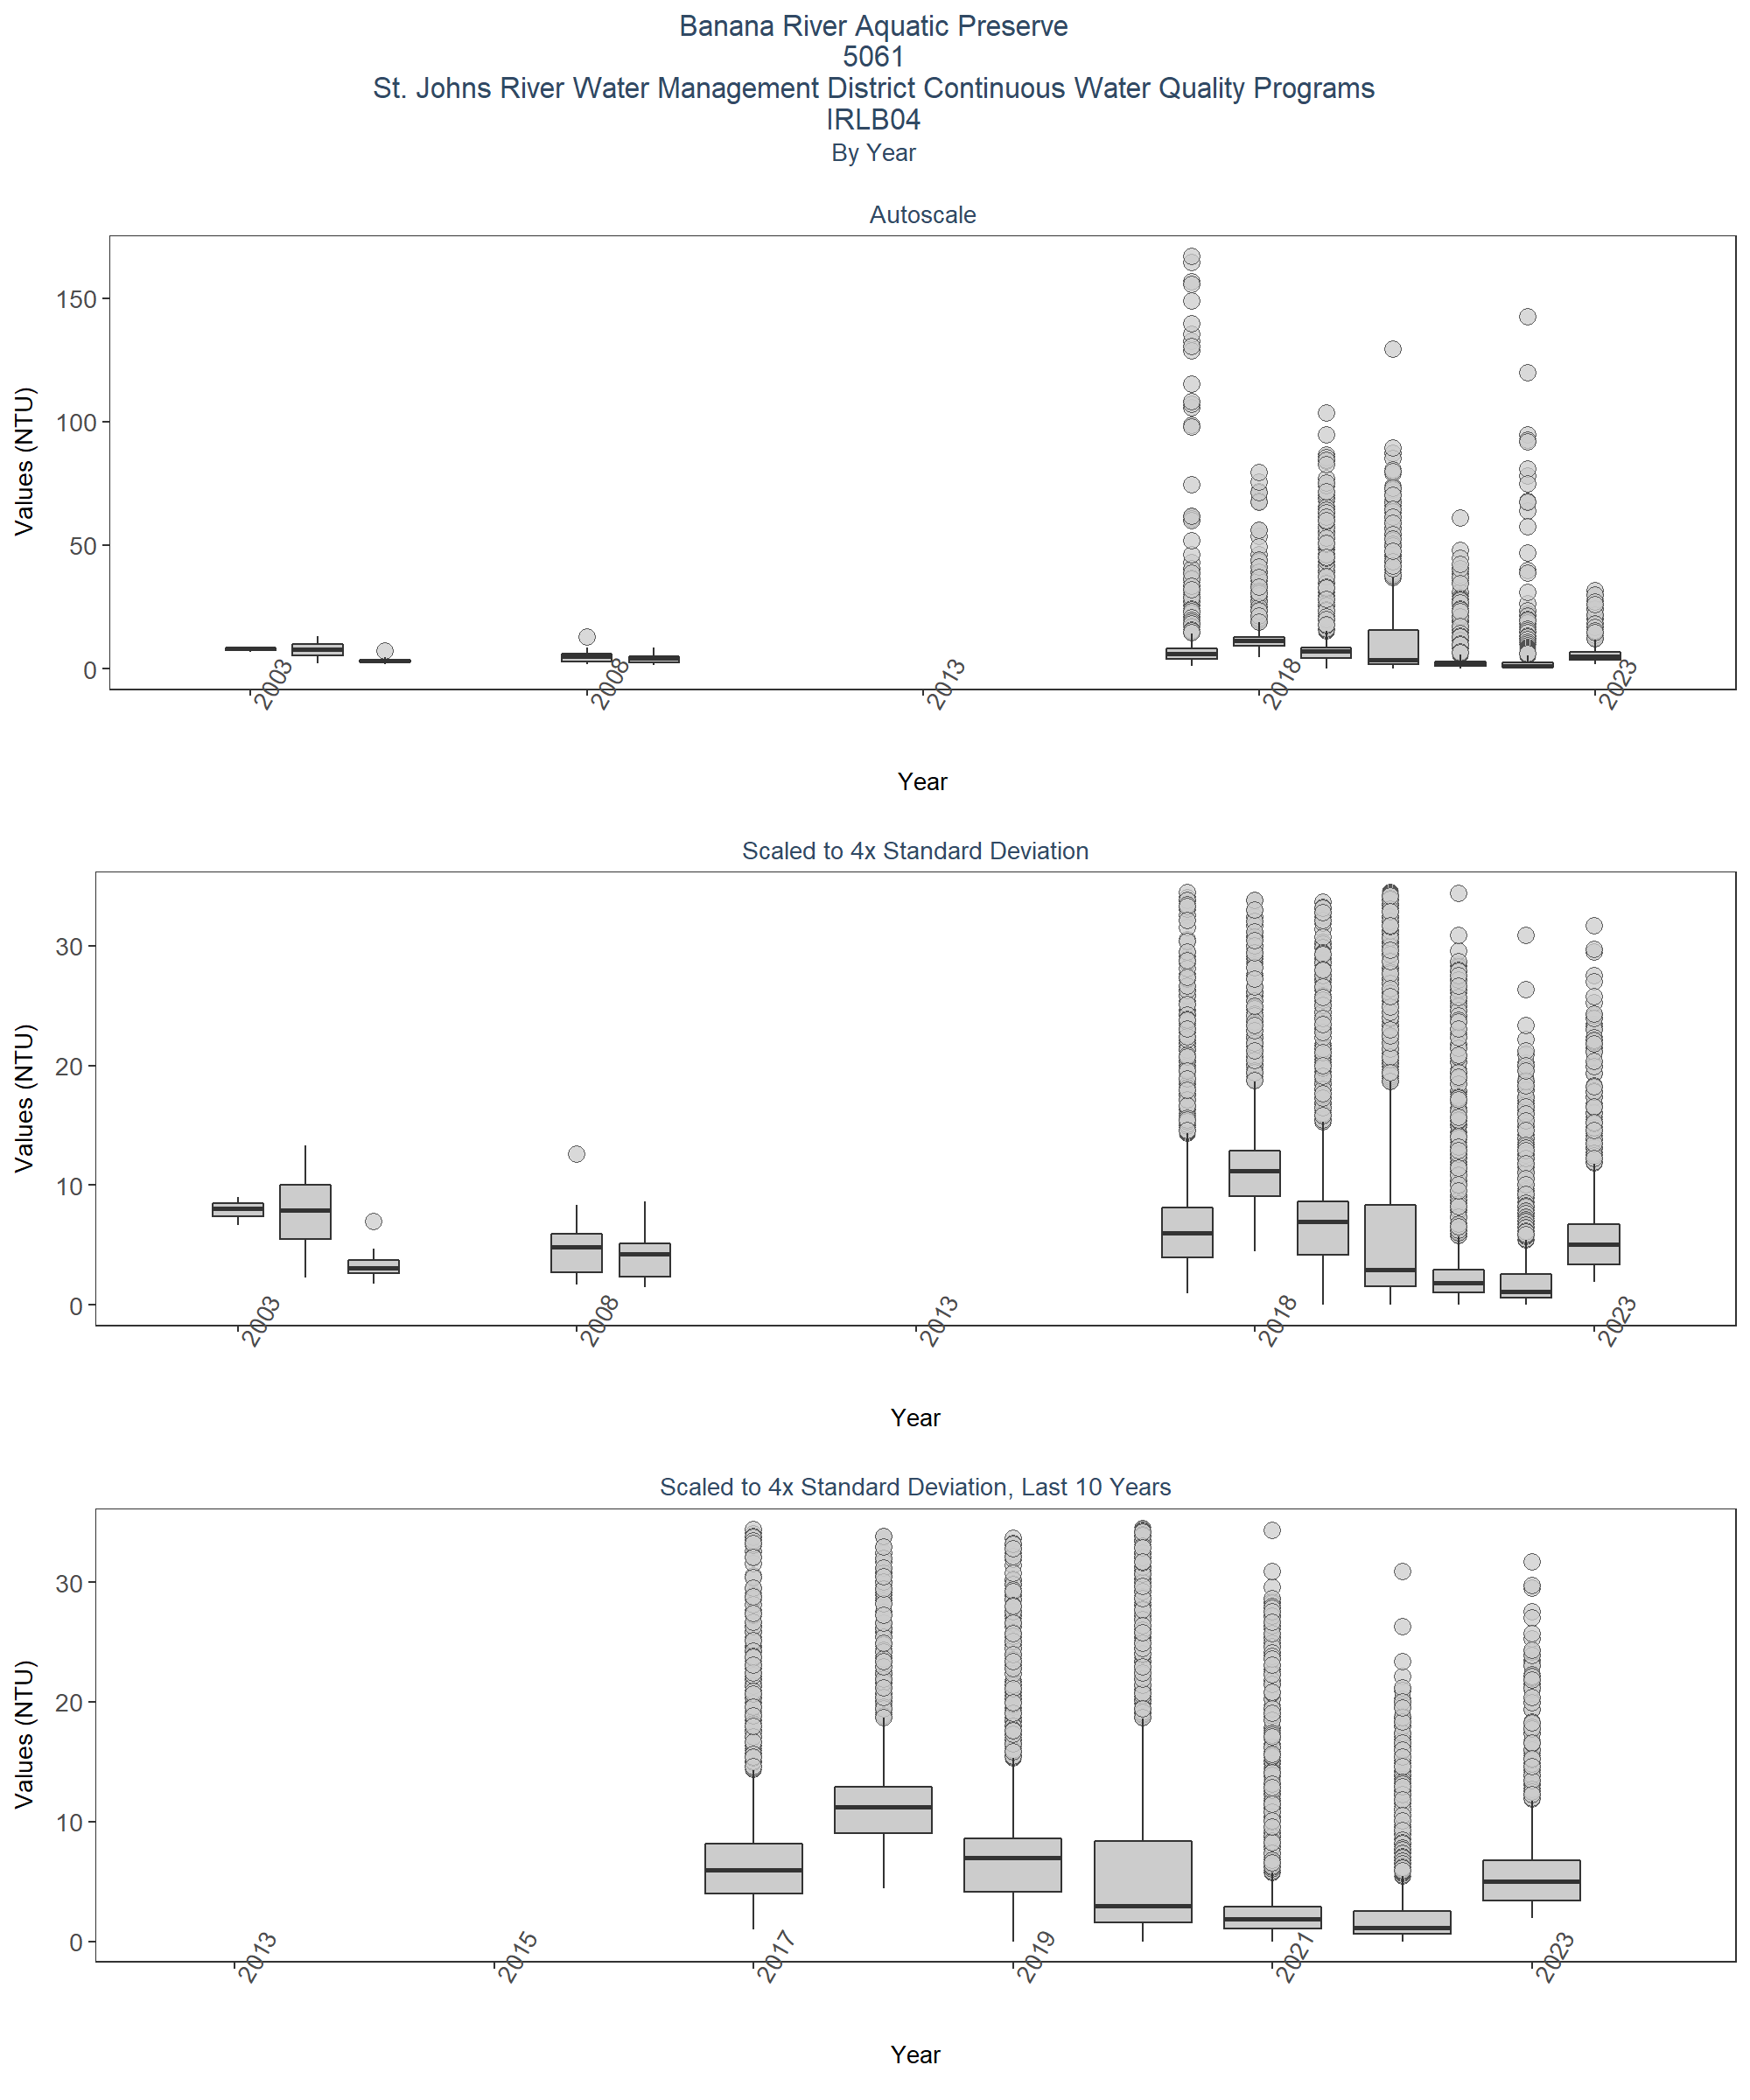 Banana River Aquatic Preserve
5061
St. Johns River Water Management District Continuous Water Quality Programs
IRLB04
By Year
Autoscale
Values (NTU)
150
100
50
0
2003
2008
2013
2018
2023
Year
Scaled to 4x Standard Deviation
Values (NTU)
30
20
10
0
2003
2008
2013
2018
2023
Year
Scaled to 4x Standard Deviation, Last 10 Years
Values (NTU)
30
20
10
0
2013
2015
2017
2019
2021
2023
Year